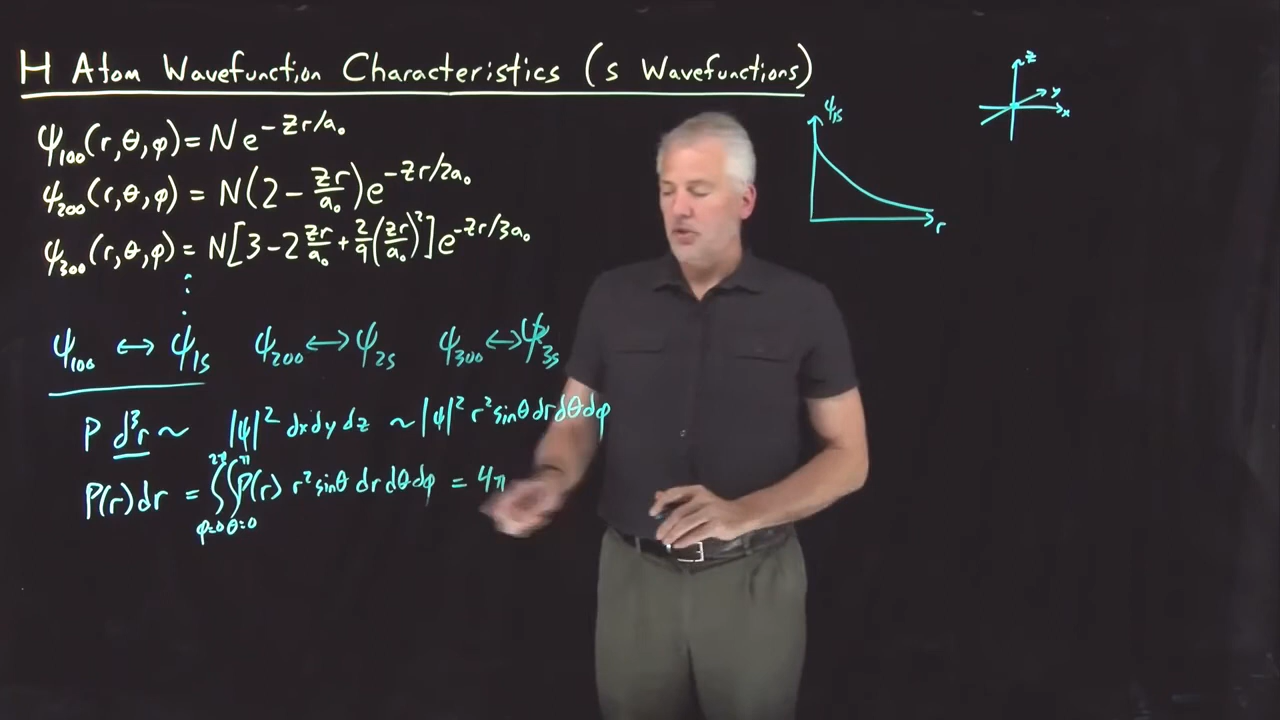 H Atom Wavefunction Characteristics (s Wavefunctions)
ψ₁₀₀(r,θ,φ) = N e^{-Zr/a₀}
ψ₂₀₀(r,θ,φ) = N(2 - Zr/a₀)e^{-Zr/2a₀}
ψ₃₀₀(r,θ,φ) = N[3 - 2 Zr/a₀ + 2/9 (Zr/a₀)²]e^{-Zr/3a₀}
⋮
ψ₁₀₀ ↔ ψ₁s ψ₂₀₀ ↔ ψ₂s ψ₃₀₀ ↔ ψ₃s
P d³r ~ |ψ|² dx dy dz ~ |ψ|² r² sinθ dr dθ dφ
P(r)dr = ∫_{φ=0}^{2π} ∫_{θ=0}^{π} P(r) r² sinθ dr dθ dφ = 4π
ψ₁s
r
z
y
x